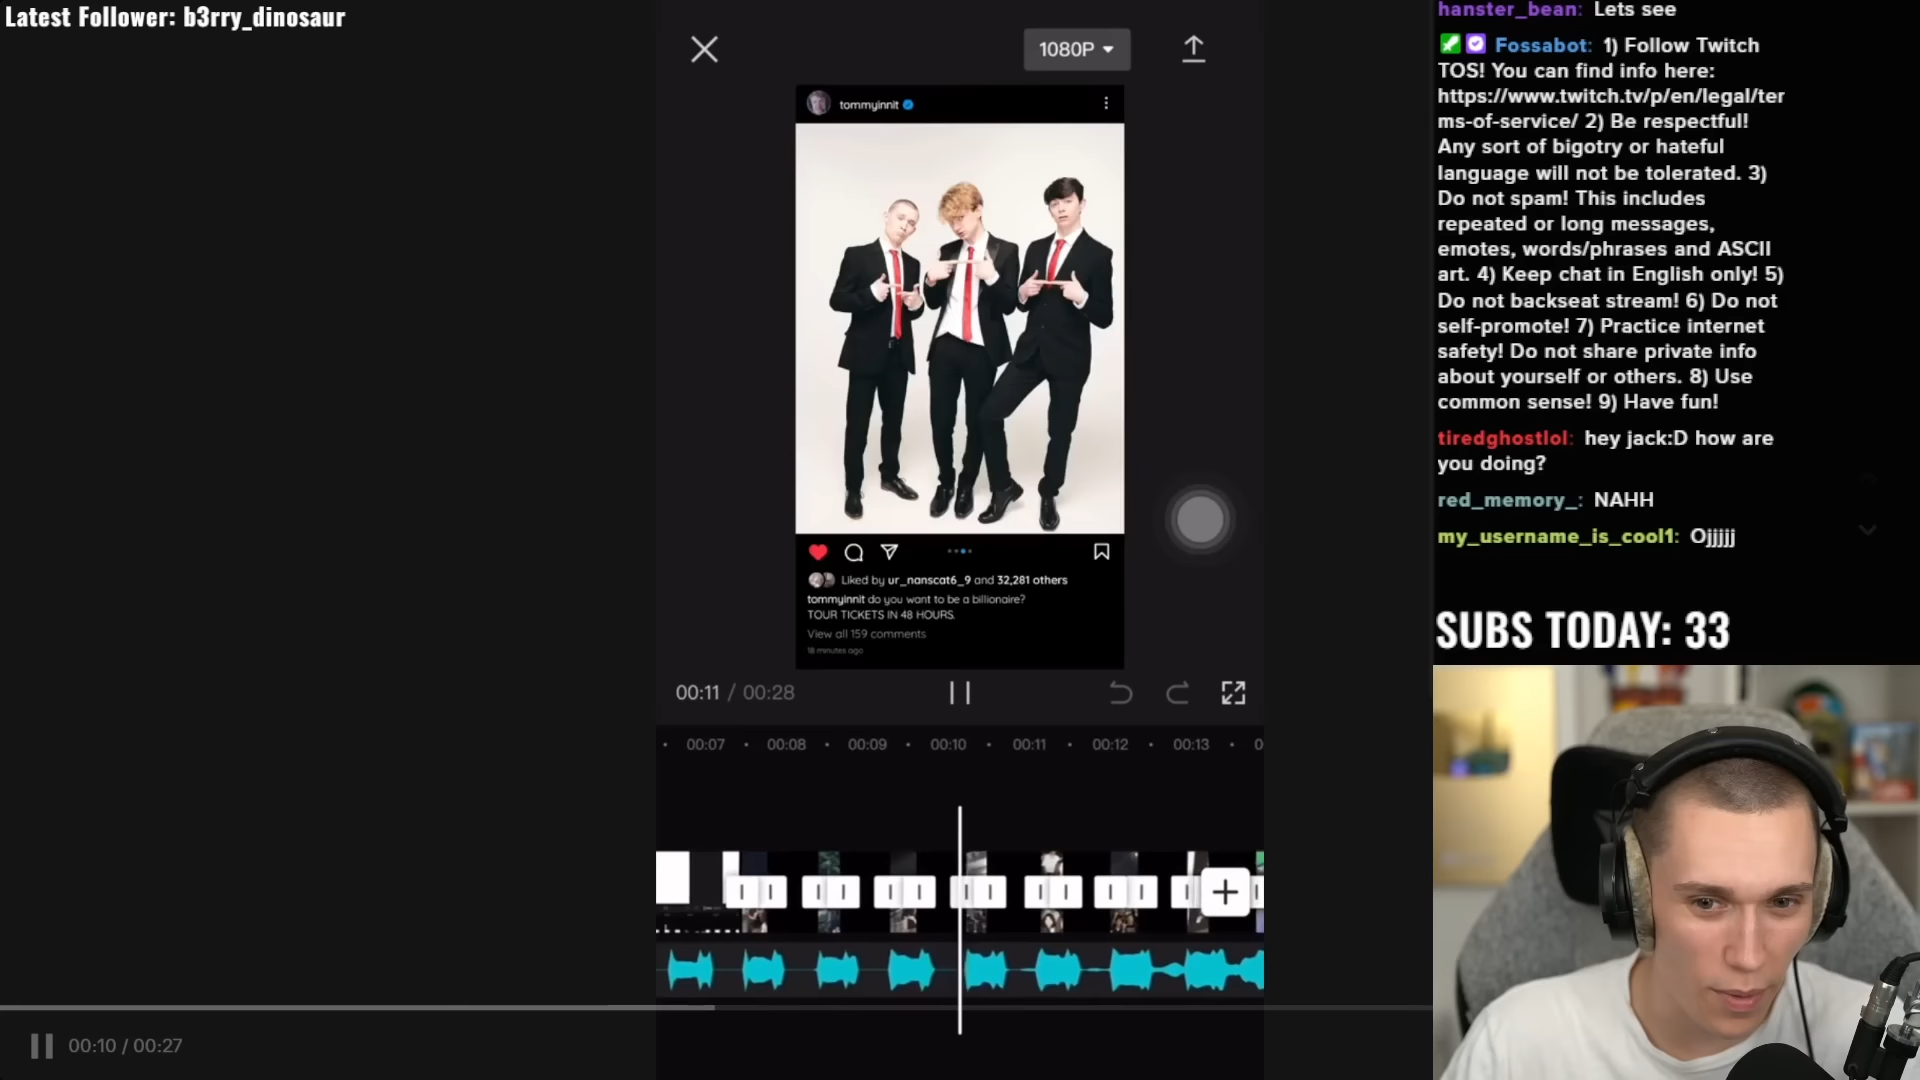 Latest Follower: b3rry_dinosaur
1080P
tommyinnit
Liked by ur_nanscat6_9 and 32,281 others
tommyinnit do you want to be a billionaire?
TOUR TICKETS IN 48 HOURS.
View all 159 comments
18 minutes ago
00:11 / 00:28
00:07 00:08 00:09 00:10 00:11 00:12 00:13 0
00:10 / 00:27
hanster_bean: Lets see
Fossabot: 1) Follow Twitch
TOS! You can find info here:
https://www.twitch.tv/p/en/legal/ter
ms-of-service/ 2) Be respectful!
Any sort of bigotry or hateful
language will not be tolerated. 3)
Do not spam! This includes
repeated or long messages,
emotes, words/phrases and ASCII
art. 4) Keep chat in English only! 5)
Do not backseat stream! 6) Do not
self-promote! 7) Practice internet
safety! Do not share private info
about yourself or others. 8) Use
common sense! 9) Have fun!
tiredghostlol: hey jack:D how are
you doing?
red_memory_: NAHH
my_username_is_cool1: Ojjjjj
SUBS TODAY: 33